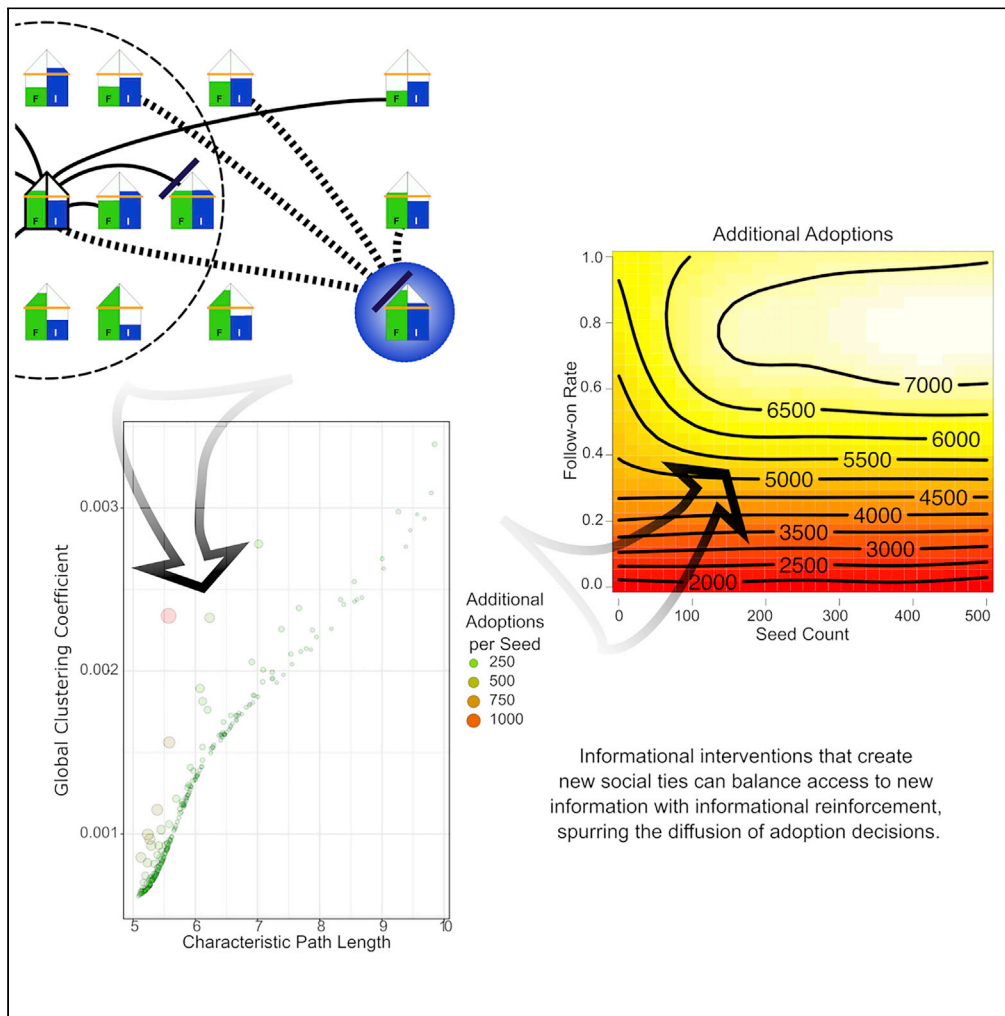 F I
F I
F I
F I
F I
F I
F I
F I
F I
F I
F I
F I
Additional Adoptions
1.0
0.8
0.6
0.4
0.2
0.0
Follow-on Rate
7000
6500
6000
5500
5000
4500
4000
3500
3000
2500
2000
0
100
200
300
400
500
Seed Count
0.003
0.002
0.001
Global Clustering Coefficient
5
6
7
8
9
10
Characteristic Path Length
Additional
Adoptions
per Seed
250
500
750
1000
Informational interventions that create
new social ties can balance access to new
information with informational reinforcement,
spurring the diffusion of adoption decisions.